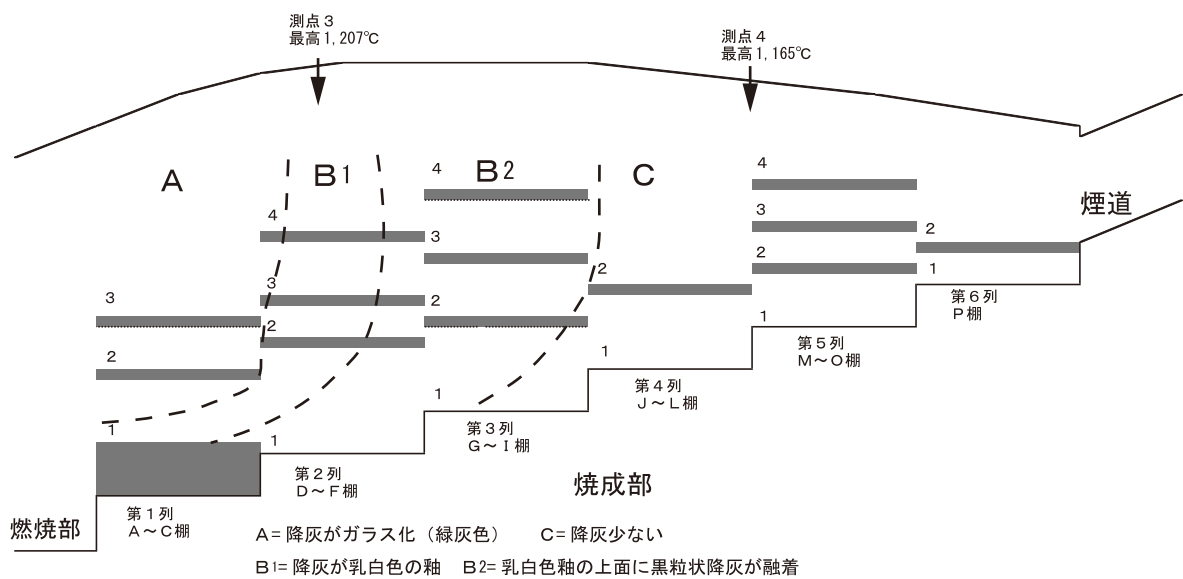 測点3
最高1,207℃
測点4
最高1,165℃
A
B1
B2
C
煙道
4
3
2
1
4
3
2
1
4
3
2
1
2
1
4
3
2
1
2
1
第1列
A~C棚
第2列
D~F棚
第3列
G~I棚
第4列
J~L棚
第5列
M~O棚
第6列
P棚
燃焼部
焼成部
A=降灰がガラス化(緑灰色) C=降灰少ない
B1=降灰が乳白色の釉 B2=乳白色釉の上面に黒粒状降灰が融着